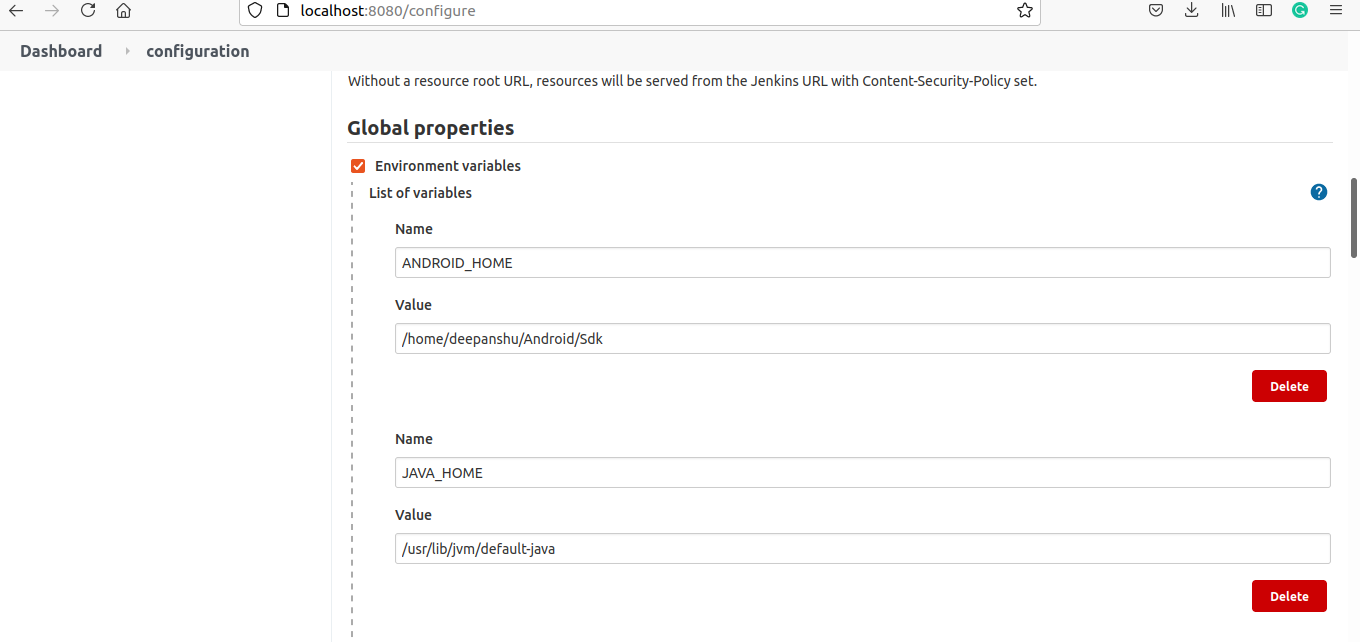 localhost:8080/configure
Dashboard configuration
Without a resource root URL, resources will be served from the Jenkins URL with Content-Security-Policy set.
Global properties
Environment variables
List of variables
?
Name
ANDROID_HOME
Value
/home/deepanshu/Android/Sdk
Delete
Name
JAVA_HOME
Value
/usr/lib/jvm/default-java
Delete